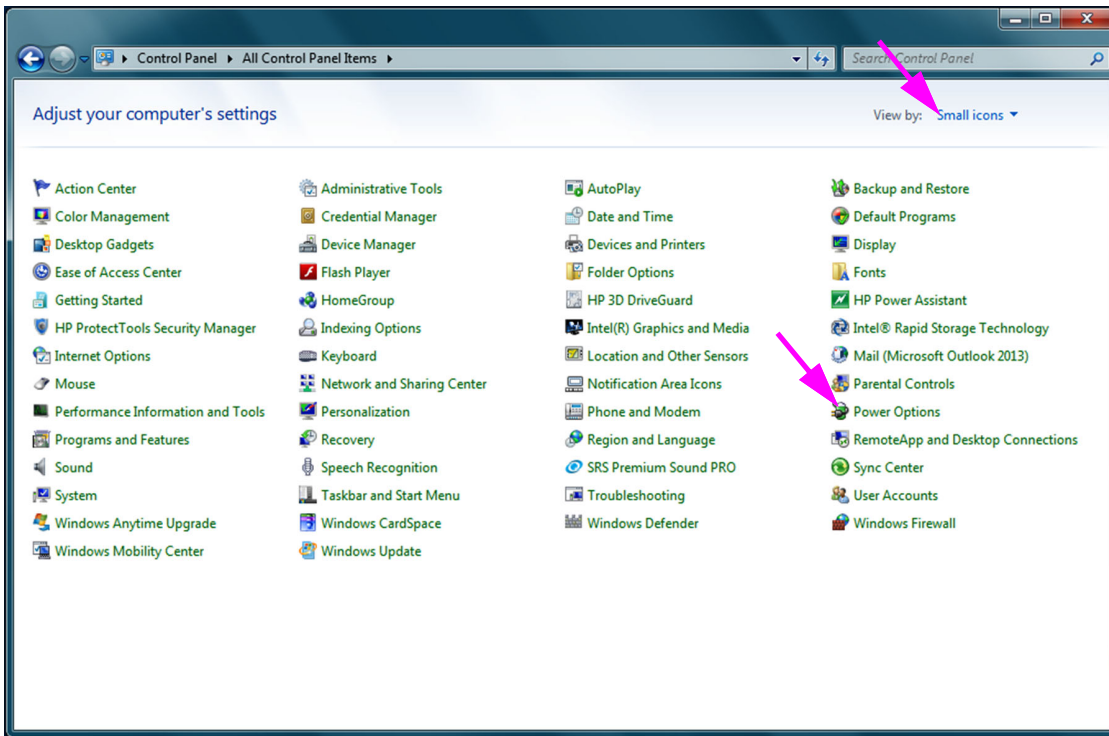 Control Panel All Control Panel Items Search Control Panel
Adjust your computer's settings View by: Small icons
Action Center Administrative Tools AutoPlay Backup and Restore
Color Management Credential Manager Date and Time Default Programs
Desktop Gadgets Device Manager Devices and Printers Display
Ease of Access Center Flash Player Folder Options Fonts
Getting Started HomeGroup HP 3D DriveGuard HP Power Assistant
HP ProtectTools Security Manager Indexing Options Intel(R) Graphics and Media Intel® Rapid Storage Technology
Internet Options Keyboard Location and Other Sensors Mail (Microsoft Outlook 2013)
Mouse Network and Sharing Center Notification Area Icons Parental Controls
Performance Information and Tools Personalization Phone and Modem Power Options
Programs and Features Recovery Region and Language RemoteApp and Desktop Connections
Sound Speech Recognition SRS Premium Sound PRO Sync Center
System Taskbar and Start Menu Troubleshooting User Accounts
Windows Anytime Upgrade Windows CardSpace Windows Defender Windows Firewall
Windows Mobility Center Windows Update